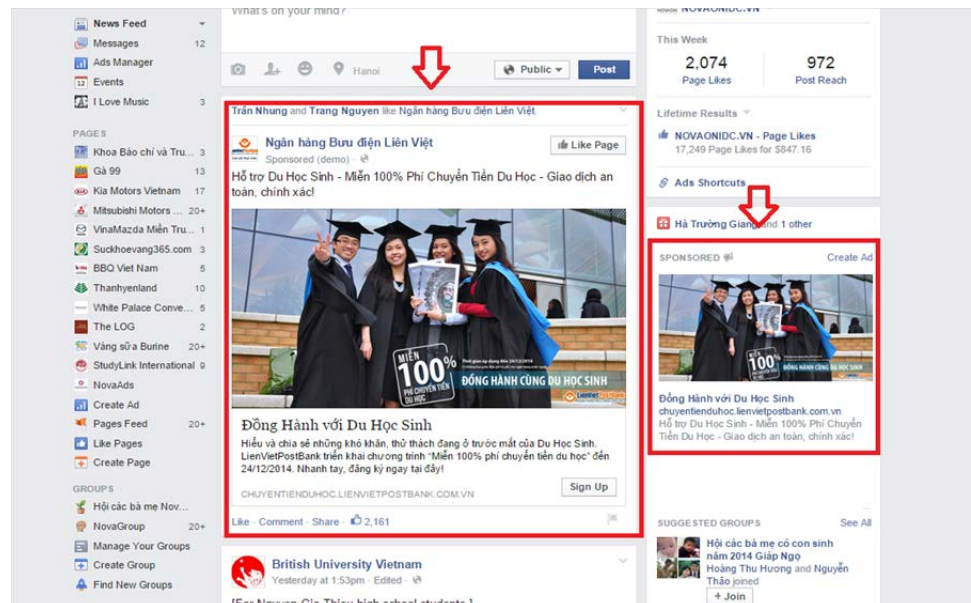 News Feed
Messages 12
Ads Manager
Events
I Love Music 3
PAGES
Khoa Báo chí và Tru... 3
Gà 99 13
Kia Motors Vietnam 17
Mitsubishi Motors ... 20+
VinaMazda Miền Tru... 1
Suckhoevang365.com 3
BBQ Viet Nam 5
Thanhyenland 10
White Palace Conve... 5
The LOG 2
Váng sữa Burine 20+
StudyLink International 9
NovaAds
Create Ad
Pages Feed 20+
Like Pages
Create Page
GROUPS
Hội các bà mẹ Nov...
NovaGroup 20+
Manage Your Groups
Create Group
Find New Groups
What's on your mind?
Hanoi
Public
Post
Trần Nhung and Trang Nguyen like Ngân hàng Bưu điện Liên Việt.
Ngân hàng Bưu điện Liên Việt
Like Page
Sponsored (demo) ·
Hỗ trợ Du Học Sinh - Miễn 100% Phí Chuyển Tiền Du Học - Giao dịch an
toàn, chính xác!
MIỄN
100%
PHÍ CHUYỂN TIỀN
DU HỌC
ĐỒNG HÀNH CÙNG DU HỌC SINH
LienVietPostBank
Đồng Hành với Du Học Sinh
Hiểu và chia sẻ những khó khăn, thử thách đang ở trước mắt của Du Học Sinh.
LienVietPostBank triển khai chương trình "Miễn 100% phí chuyển tiền du học" đến
24/12/2014. Nhanh tay, đăng ký ngay tại đây!
Sign Up
CHUYENTIENDUHOC.LIENVIETPOSTBANK.COM.VN
Like · Comment · Share · 2,161
British University Vietnam
Yesterday at 1:53pm · Edited ·
NOVAONIDC.VN
This Week
2,074 972
Page Likes Post Reach
Lifetime Results
NOVAONIDC.VN - Page Likes
17,249 Page Likes for $847.16
Ads Shortcuts
Hà Trường Giang and 1 other
SPONSORED
Create Ad
100%
ĐỒNG HÀNH CÙNG DU HỌC SINH
Đồng Hành với Du Học Sinh
chuyentienduhoc.lienvietpostbank.com.vn
Hỗ trợ Du Học Sinh - Miễn 100% Phí Chuyển
Tiền Du Học - Giao dịch an toàn, chính xác!
SUGGESTED GROUPS See All
Hội các bà mẹ có con sinh
năm 2014 Giáp Ngọ
Hoàng Thu Hương and Nguyễn
Thảo joined
+ Join